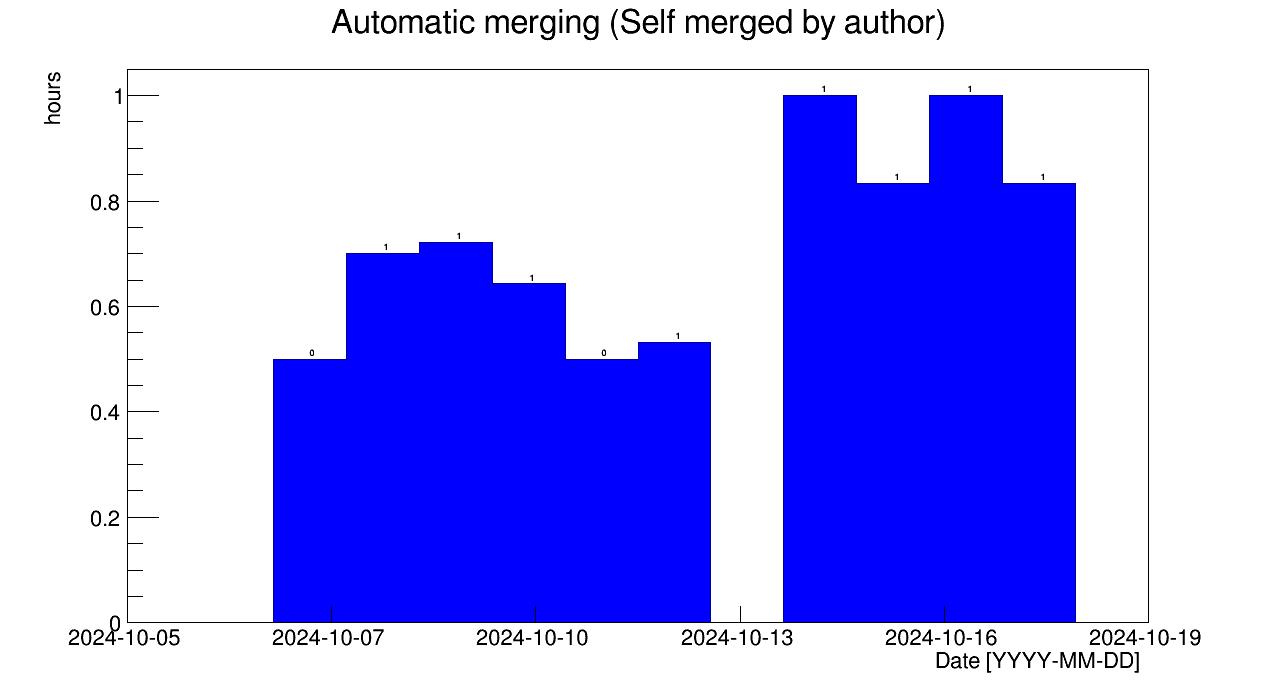 Automatic merging (Self merged by author)
hours
1
0.8
0.6
0.4
0.2
0
0 1 1 1 0 1 1 1 1 1
2024-10-05 2024-10-07 2024-10-10 2024-10-13 2024-10-16 2024-10-19
Date [YYYY-MM-DD]